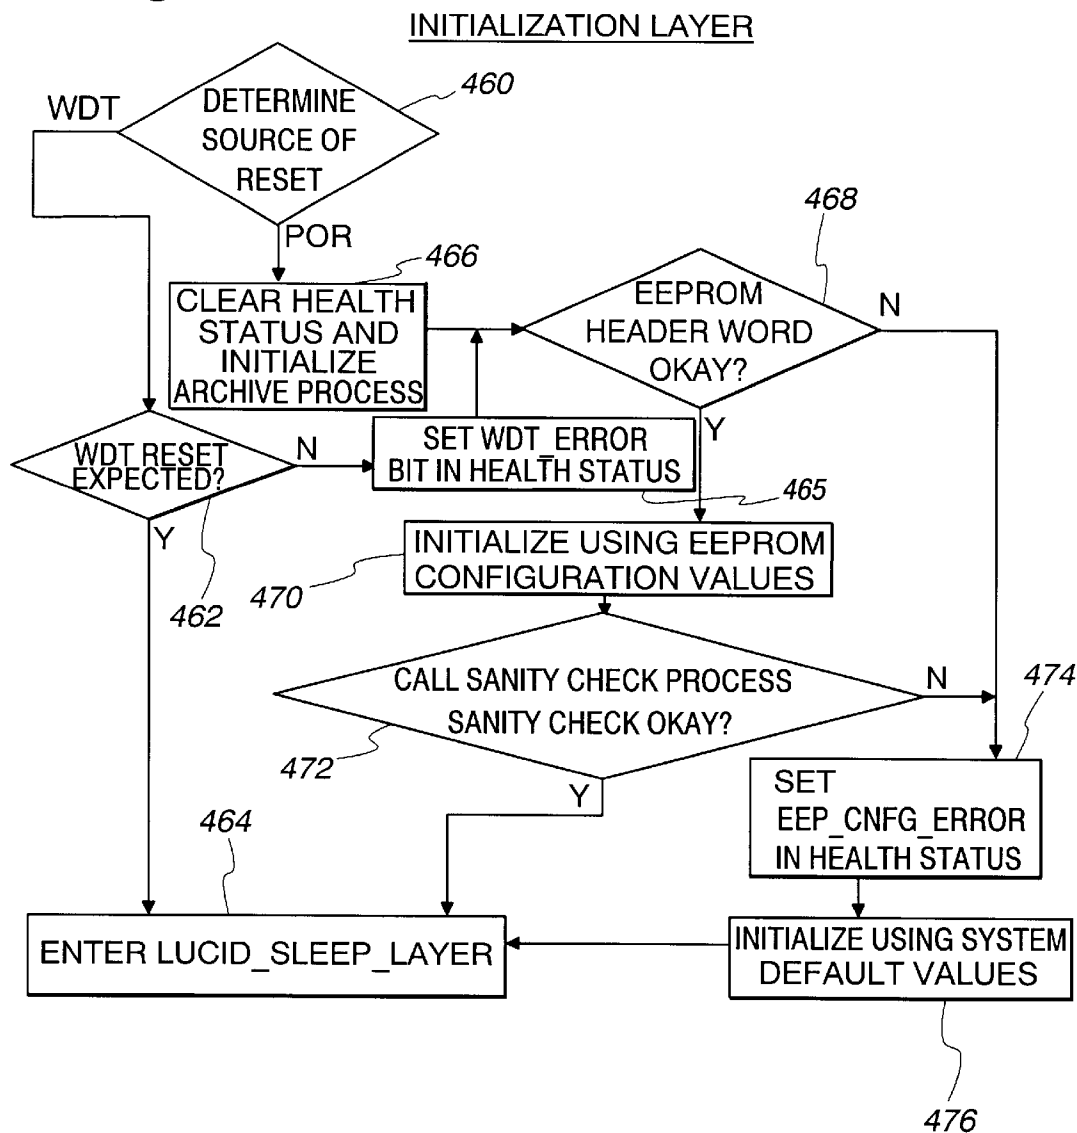 INITIALIZATION LAYER
460
WDT
DETERMINE
SOURCE OF
RESET
POR
468
466
CLEAR HEALTH
STATUS AND
INITIALIZE
ARCHIVE PROCESS
EEPROM
HEADER WORD
OKAY?
N
Y
WDT RESET
EXPECTED?
N
SET WDT_ERROR
BIT IN HEALTH STATUS
465
Y
462
INITIALIZE USING EEPROM
CONFIGURATION VALUES
470
CALL SANITY CHECK PROCESS
SANITY CHECK OKAY?
N
474
472
Y
SET
EEP_CNFG_ERROR
IN HEALTH STATUS
464
ENTER LUCID_SLEEP_LAYER
INITIALIZE USING SYSTEM
DEFAULT VALUES
476